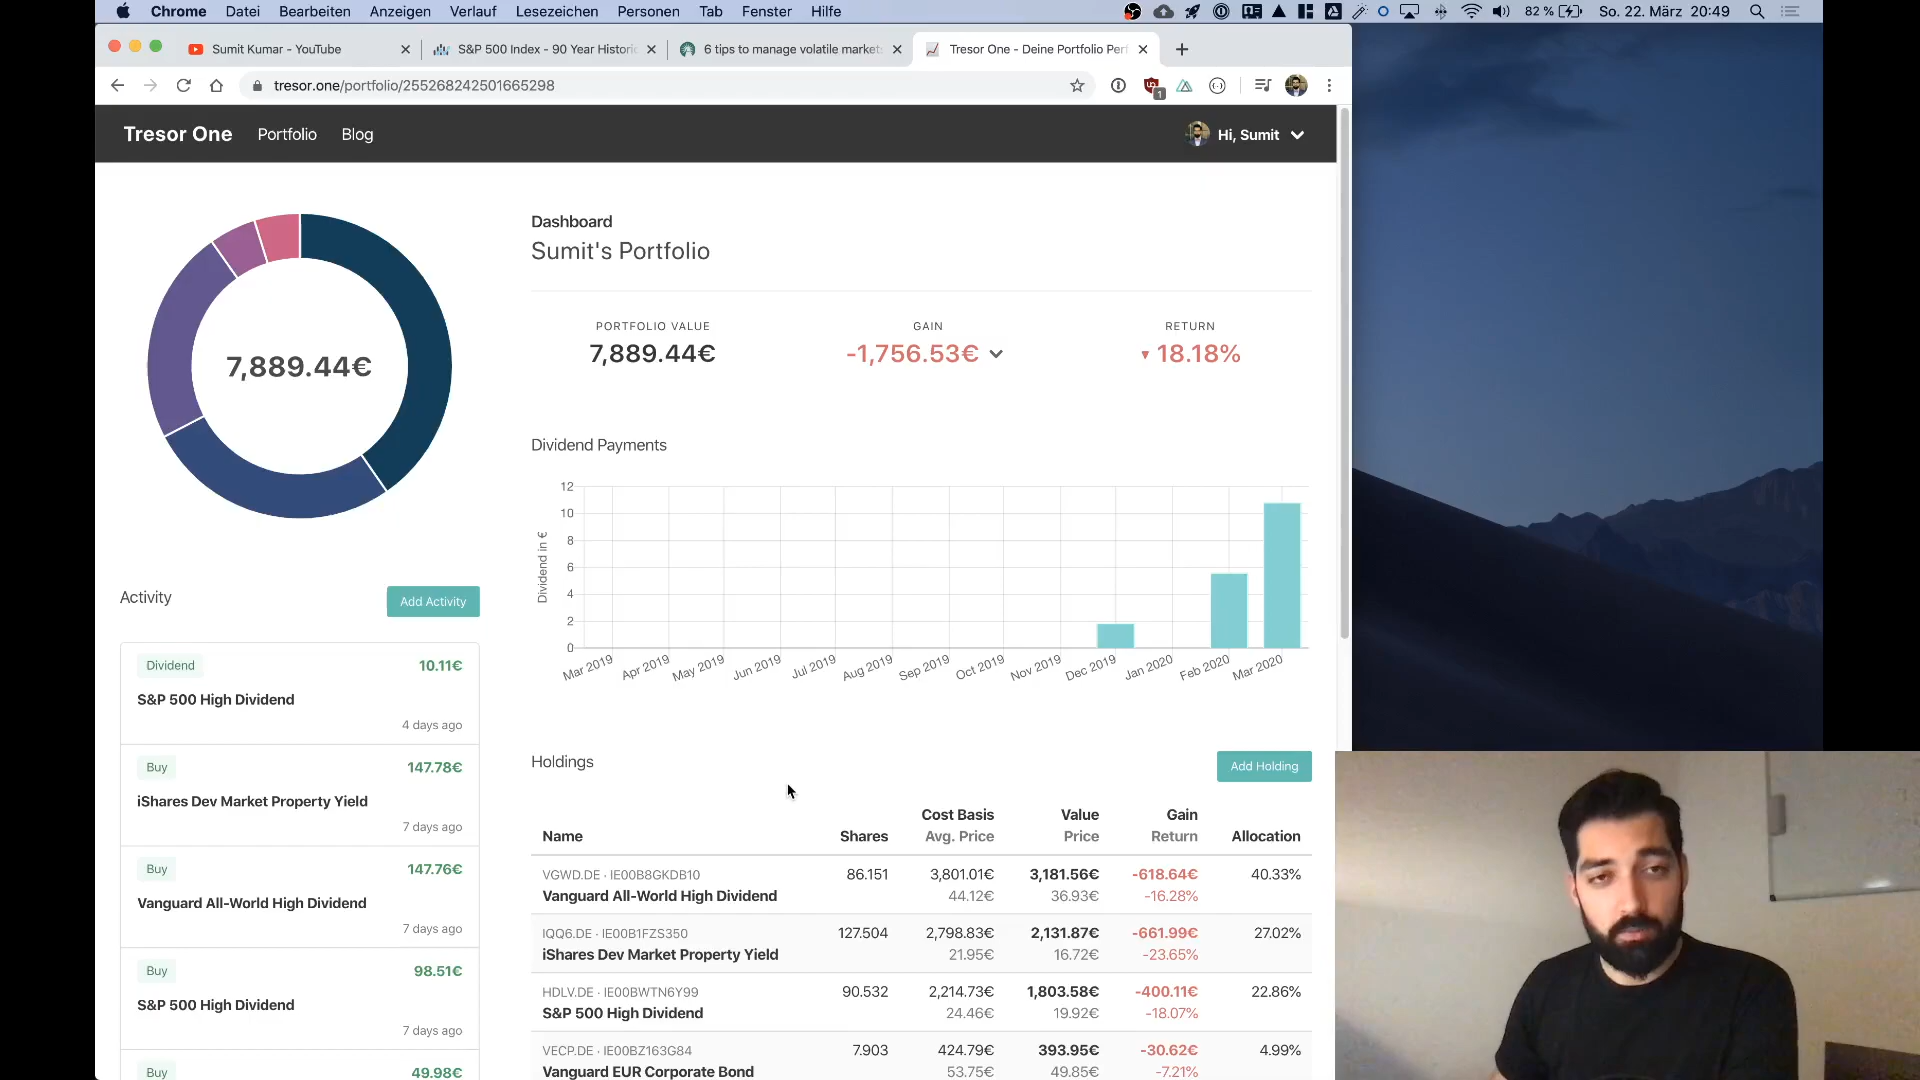 Chrome Datei Bearbeiten Anzeigen Verlauf Lesezeichen Personen Tab Fenster Hilfe 82 % So. 22. März 20:49
Sumit Kumar - YouTube S&P 500 Index - 90 Year Historic 6 tips to manage volatile market Tresor One - Deine Portfolio Perf
tresor.one/portfolio/255268242501665298
1
Tresor One Portfolio Blog Hi, Sumit
7,889.44€
Dashboard
Sumit's Portfolio
PORTFOLIO VALUE GAIN RETURN
7,889.44€ -1,756.53€ 18.18%
Dividend Payments
Dividend in €
12
10
8
6
4
2
0
Mar 2019 Apr 2019 May 2019 Jun 2019 Jul 2019 Aug 2019 Sep 2019 Oct 2019 Nov 2019 Dec 2019 Jan 2020 Feb 2020 Mar 2020
Activity Add Activity
Dividend 10.11€
S&P 500 High Dividend
4 days ago
Buy 147.78€
iShares Dev Market Property Yield
7 days ago
Buy 147.76€
Vanguard All-World High Dividend
7 days ago
Buy 98.51€
S&P 500 High Dividend
7 days ago
Buy 49.98€
Holdings Add Holding
Cost Basis Value Gain
Name Shares Avg. Price Price Return Allocation
VGWD.DE · IE00B8GKDB10 86.151 3,801.01€ 3,181.56€ -618.64€ 40.33%
Vanguard All-World High Dividend 44.12€ 36.93€ -16.28%
IQQ6.DE · IE00B1FZS350 127.504 2,798.83€ 2,131.87€ -661.99€ 27.02%
iShares Dev Market Property Yield 21.95€ 16.72€ -23.65%
HDLV.DE · IE00BWTN6Y99 90.532 2,214.73€ 1,803.58€ -400.11€ 22.86%
S&P 500 High Dividend 24.46€ 19.92€ -18.07%
VECP.DE · IE00BZ163G84 7.903 424.79€ 393.95€ -30.62€ 4.99%
Vanguard EUR Corporate Bond 53.75€ 49.85€ -7.21%